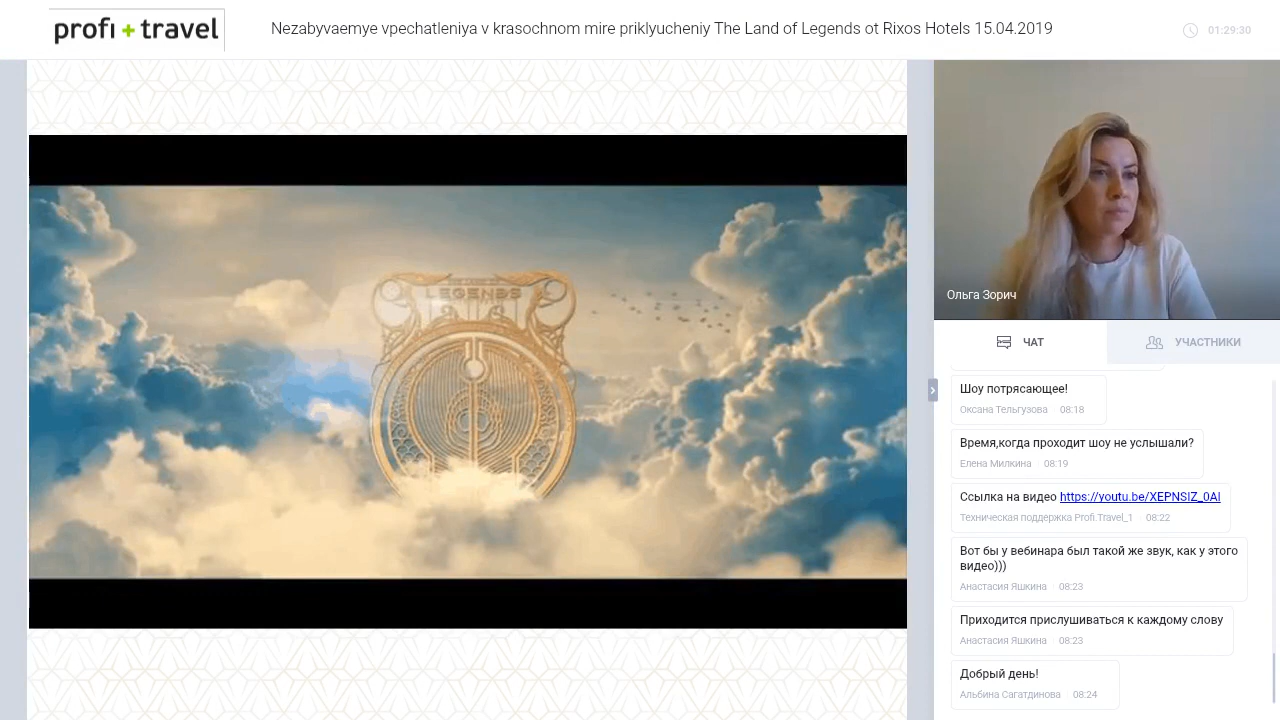 profi + travel
Nezabyvaemye vpechatleniya v krasochnom mire priklyucheniy The Land of Legends ot Rixos Hotels 15.04.2019
01:29:30
LEGENDS
Ольга Зорич
ЧАТ
УЧАСТНИКИ
Шоу потрясающее!
Оксана Тельгузова 08:18
Время,когда проходит шоу не услышали?
Елена Милкина 08:19
Ссылка на видео https://youtu.be/XEPNSIZ_0AI
Техническая поддержка Profi.Travel_1 08:22
Вот бы у вебинара был такой же звук, как у этого
видео)))
Анастасия Яшкина 08:23
Приходится прислушиваться к каждому слову
Анастасия Яшкина 08:23
Добрый день!
Альбина Сагатдинова 08:24